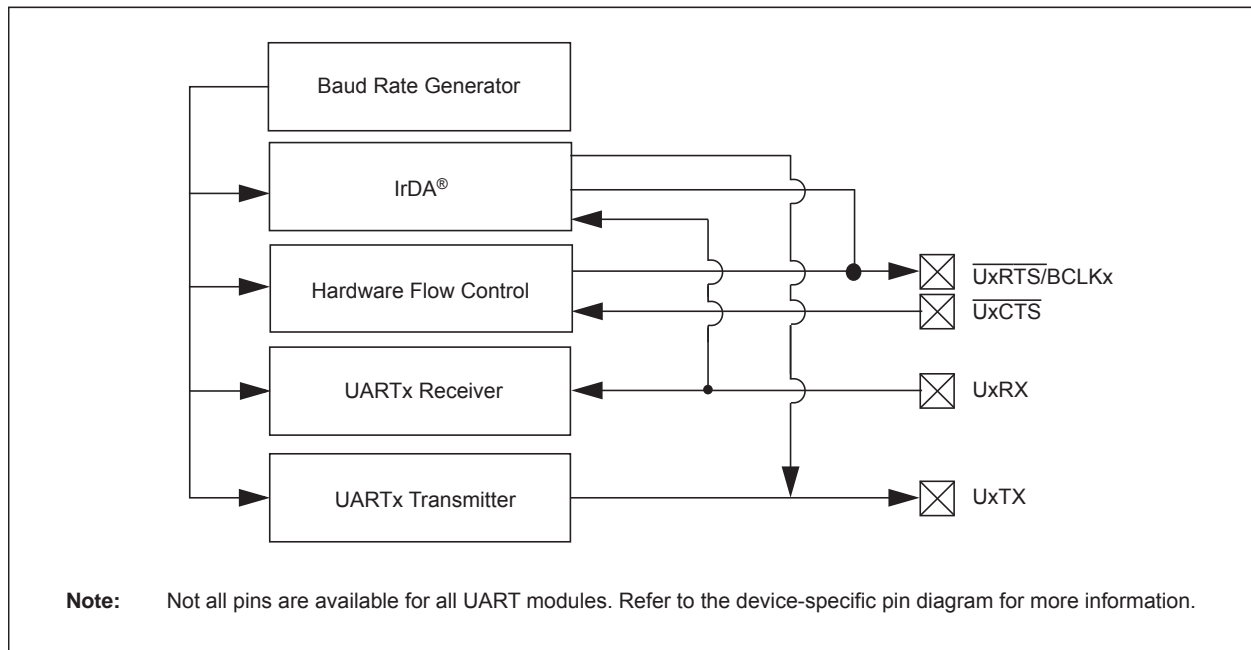 Baud Rate Generator
IrDA®
Hardware Flow Control
UxRTS/BCLKx
UxCTS
UARTx Receiver
UxRX
UARTx Transmitter
UxTX
Note: Not all pins are available for all UART modules. Refer to the device-specific pin diagram for more information.